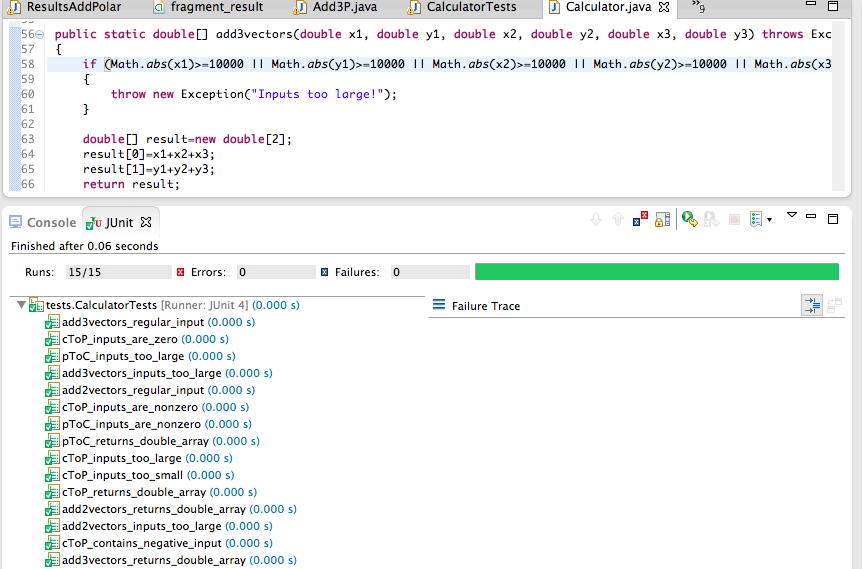 ResultsAddPolar fragment_result Add3P.java CalculatorTests Calculator.java »9
56 public static double[] add3vectors(double x1, double y1, double x2, double y2, double x3, double y3) throws Exc
57 {
58 if (Math.abs(x1)>=10000 || Math.abs(y1)>=10000 || Math.abs(x2)>=10000 || Math.abs(y2)>=10000 || Math.abs(x3
59 {
60 throw new Exception("Inputs too large!");
61 }
62
63 double[] result=new double[2];
64 result[0]=x1+x2+x3;
65 result[1]=y1+y2+y3;
66 return result;
Console JUnit
Finished after 0.06 seconds
Runs: 15/15 Errors: 0 Failures: 0
tests.CalculatorTests [Runner: JUnit 4] (0.000 s)
Failure Trace
add3vectors_regular_input (0.000 s)
cToP_inputs_are_zero (0.000 s)
pToC_inputs_too_large (0.000 s)
add3vectors_inputs_too_large (0.000 s)
add2vectors_regular_input (0.000 s)
cToP_inputs_are_nonzero (0.000 s)
pToC_inputs_are_nonzero (0.000 s)
pToC_returns_double_array (0.000 s)
cToP_inputs_too_large (0.000 s)
cToP_inputs_too_small (0.000 s)
cToP_returns_double_array (0.000 s)
add2vectors_returns_double_array (0.000 s)
add2vectors_inputs_too_large (0.000 s)
cToP_contains_negative_input (0.000 s)
add3vectors_returns_double_array (0.000 s)